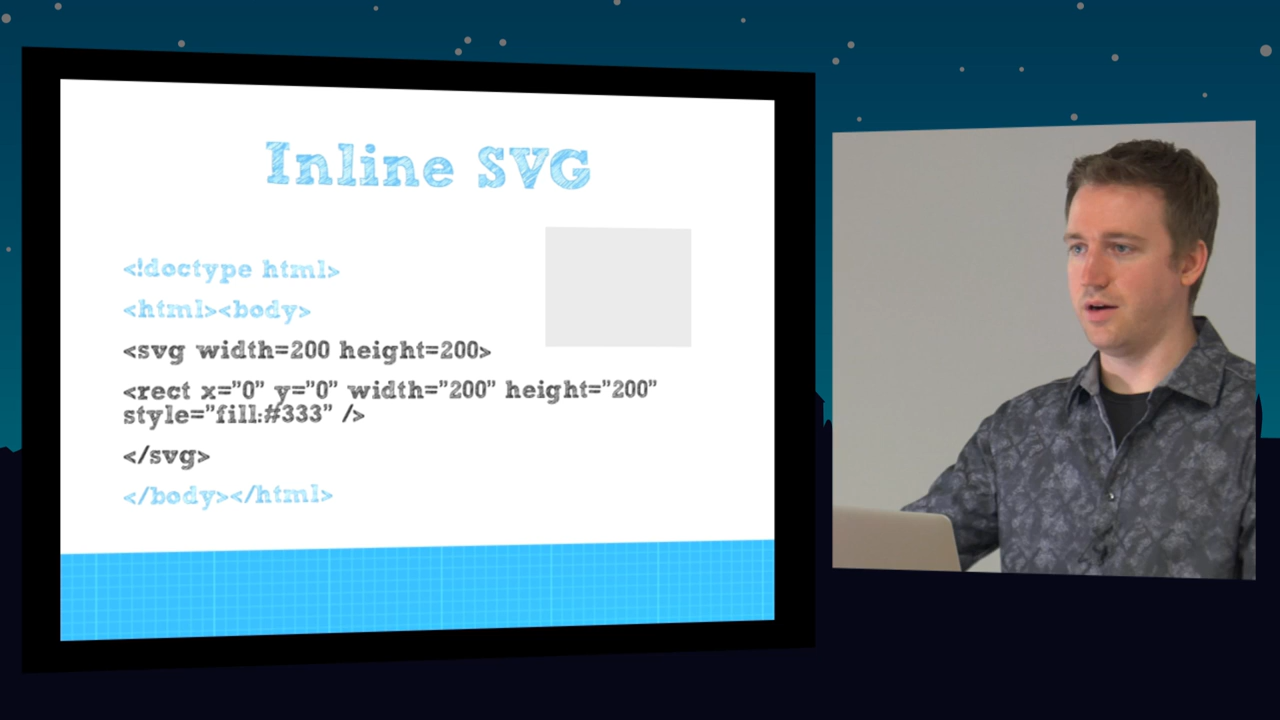 Inline SVG
<!doctype html>
<html><body>
<svg width=200 height=200>
<rect x="0" y="0" width="200" height="200"
style="fill:#333" />
</svg>
</body></html>